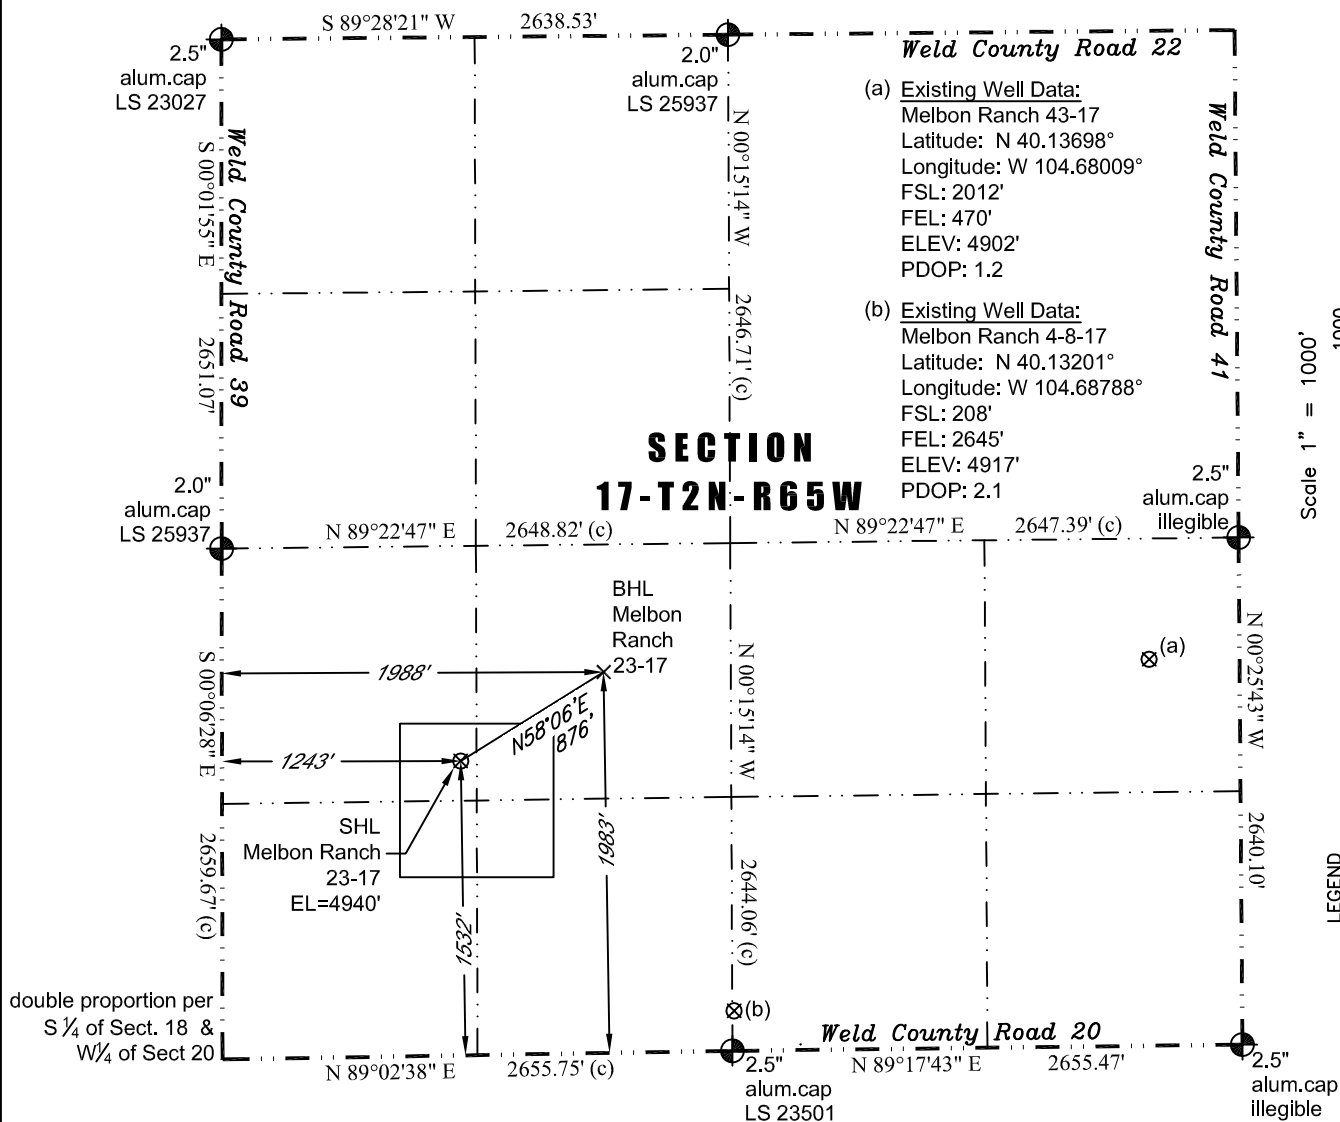 S 89°28'21" W 2638.53'
2.5"
alum.cap
LS 23027
2.0"
alum.cap
LS 25937
Weld County Road 22
(a) Existing Well Data:
Melbon Ranch 43-17
Latitude: N 40.13698°
Longitude: W 104.68009°
FSL: 2012'
FEL: 470'
ELEV: 4902'
PDOP: 1.2
(b) Existing Well Data:
Melbon Ranch 4-8-17
Latitude: N 40.13201°
Longitude: W 104.68788°
FSL: 208'
FEL: 2645'
ELEV: 4917'
PDOP: 2.1
Weld County Road 39
S 00°01'55" E 2651.07'
N 00°15'14" W 2646.71' (c)
Weld County Road 41
Scale 1" = 1000'
1000
SECTION
17-T2N-R65W
2.0"
alum.cap
LS 25937
2.5"
alum.cap
illegible
N 89°22'47" E 2648.82' (c)
N 89°22'47" E 2647.39' (c)
BHL
Melbon
Ranch
23-17
1988'
N58°06'E
876'
1243'
(a)
S 00°06'28" E 2659.67' (c)
N 00°15'14" W 2644.06' (c)
N 00°25'43" W 2640.10'
SHL
Melbon Ranch
23-17
EL=4940'
1983'
1532'
LEGEND
double proportion per
S 1/4 of Sect. 18 &
W1/4 of Sect 20
(b)
Weld County Road 20
N 89°02'38" E 2655.75' (c)
N 89°17'43" E 2655.47'
2.5"
alum.cap
LS 23501
2.5"
alum.cap
illegible